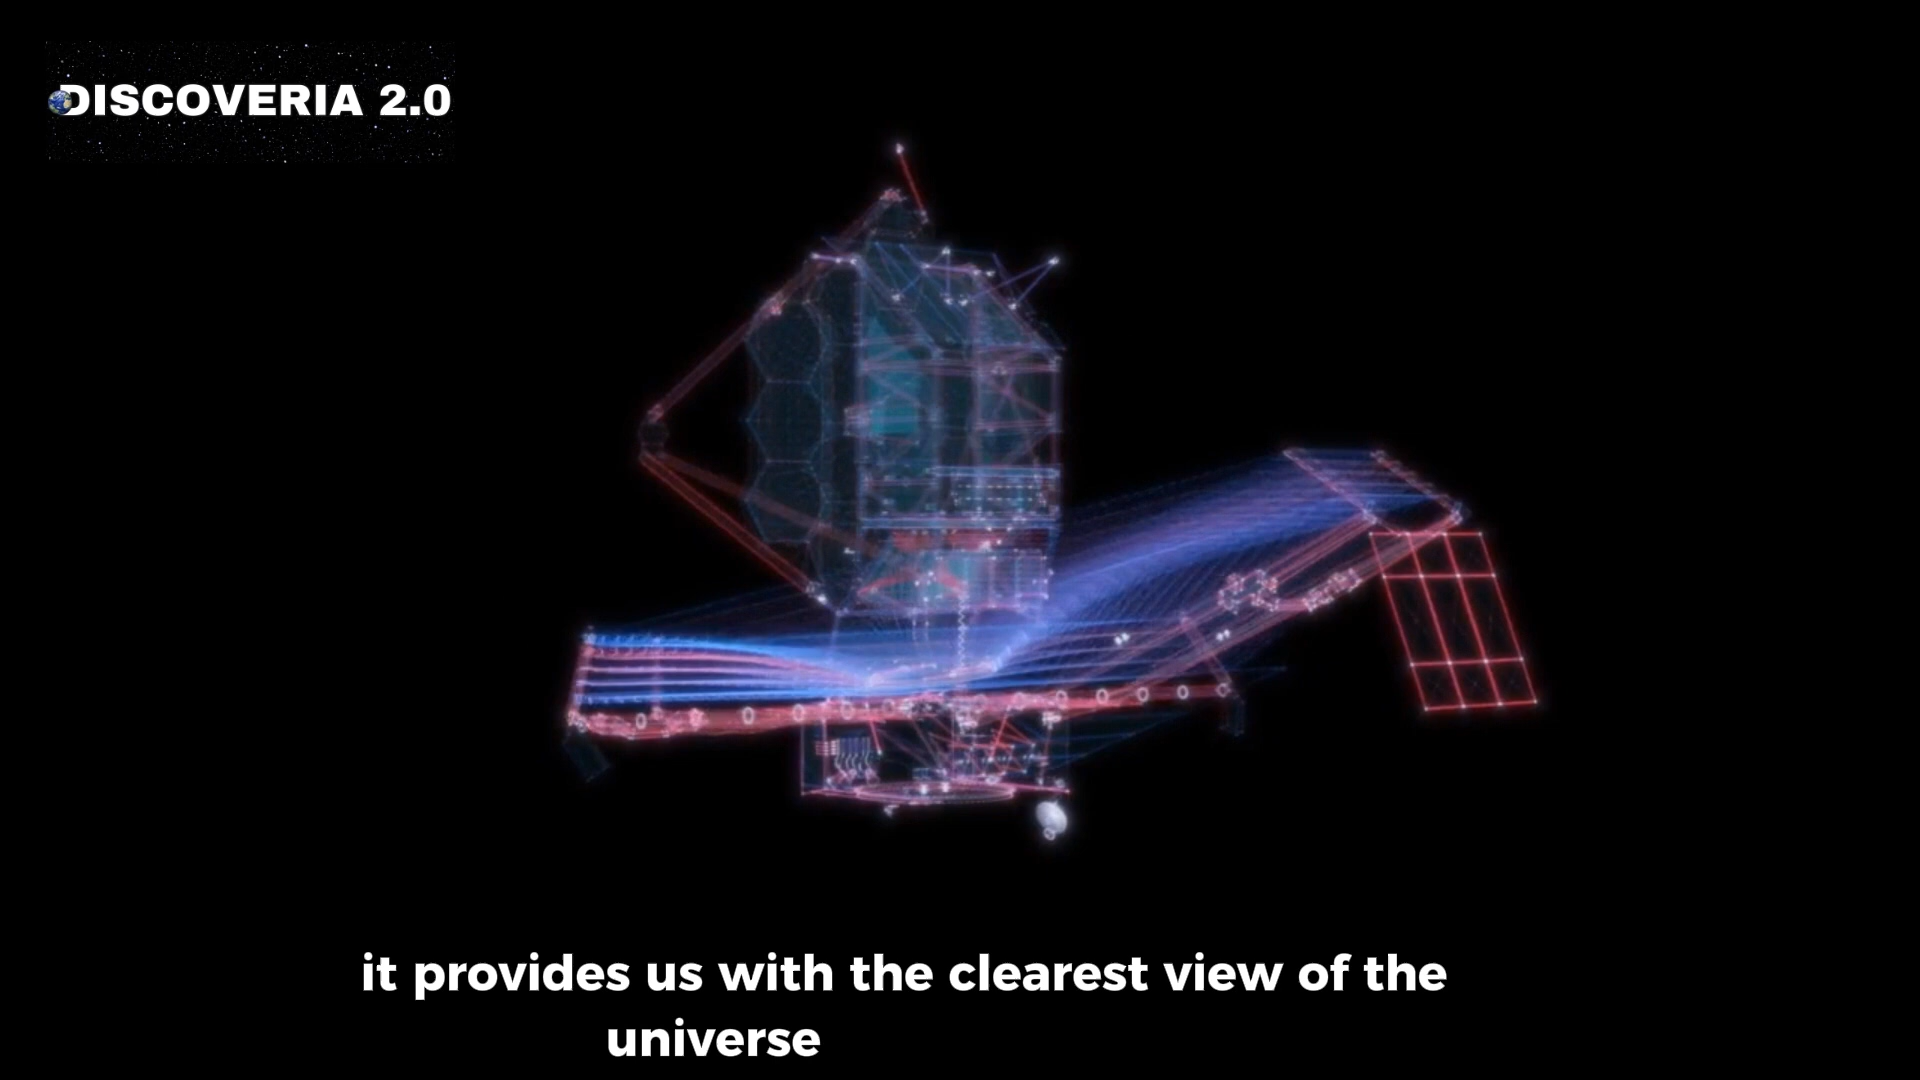 DISCOVERIA 2.0
it provides us with the clearest view of the
universe